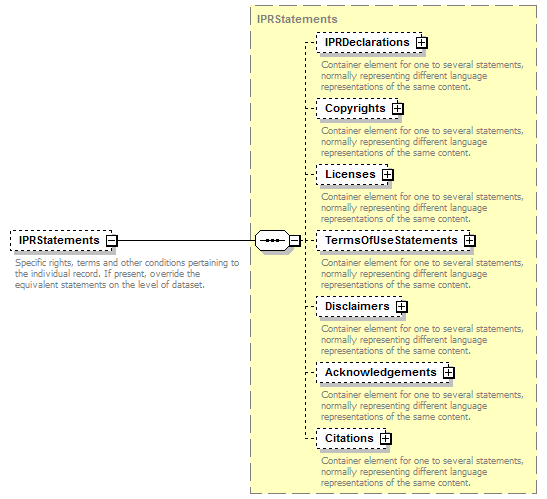 IPRStatements
IPRDeclarations
Container element for one to several statements,
normally representing different language
representations of the same content.
Copyrights
Container element for one to several statements,
normally representing different language
representations of the same content.
Licenses
Container element for one to several statements,
normally representing different language
representations of the same content.
IPRStatements
Specific rights, terms and other conditions pertaining to
the individual record. If present, override the
equivalent statements on the level of dataset.
TermsOfUseStatements
Container element for one to several statements,
normally representing different language
representations of the same content.
Disclaimers
Container element for one to several statements,
normally representing different language
representations of the same content.
Acknowledgements
Container element for one to several statements,
normally representing different language
representations of the same content.
Citations
Container element for one to several statements,
normally representing different language
representations of the same content.